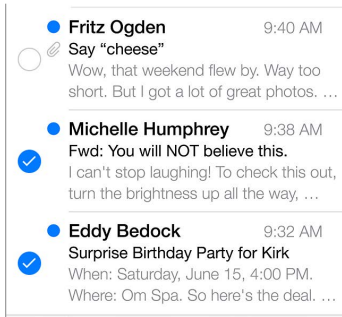 Fritz Ogden 9:40 AM
Say “cheese”
Wow, that weekend flew by. Way too
short. But I got a lot of great photos. …
Michelle Humphrey 9:38 AM
Fwd: You will NOT believe this.
I can't stop laughing! To check this out,
turn the brightness up all the way, …
Eddy Bedock 9:32 AM
Surprise Birthday Party for Kirk
When: Saturday, June 15, 4:00 PM.
Where: Om Spa. So here's the deal. …